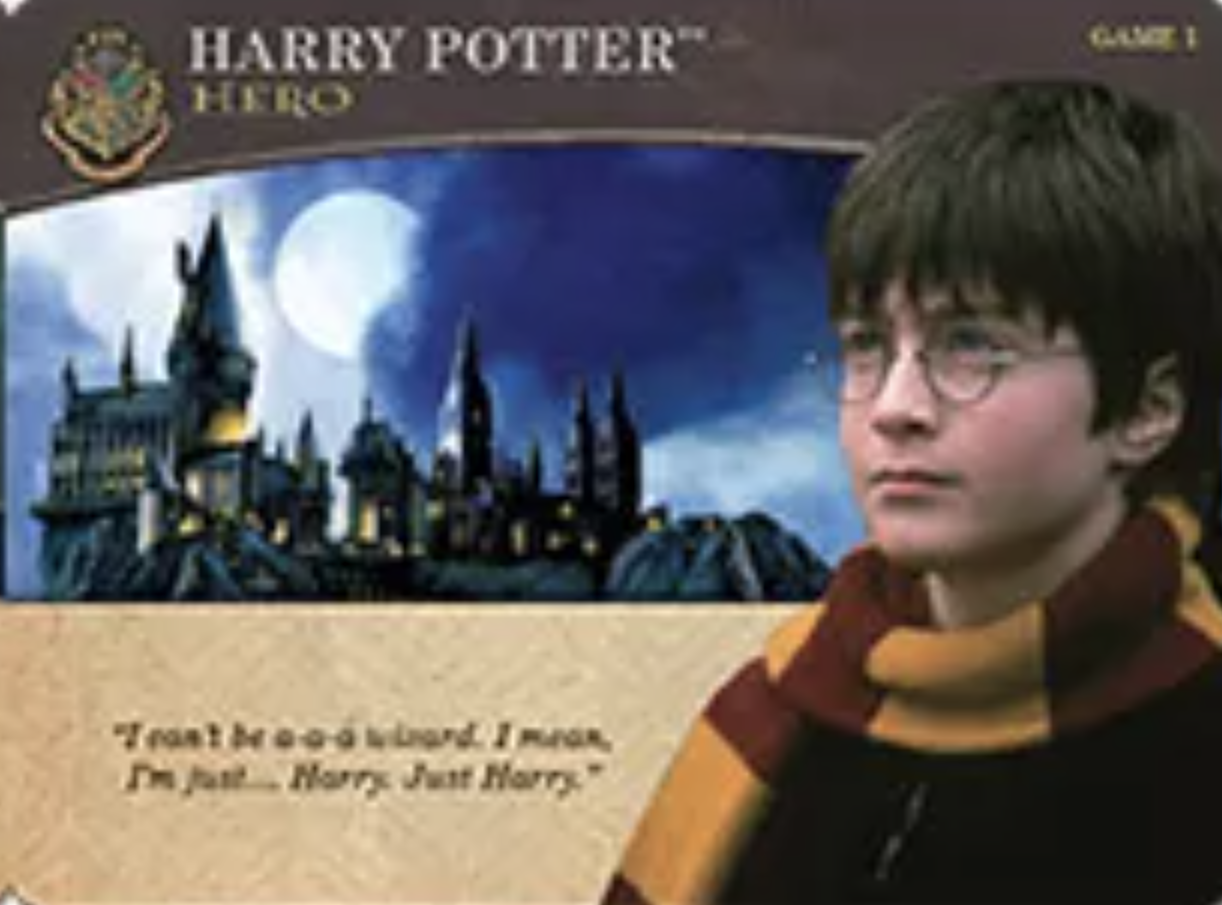 HARRY POTTER™
GAME 1
HERO
"I can't be a-a-a wizard. I mean,
I'm just... Harry. Just Harry."